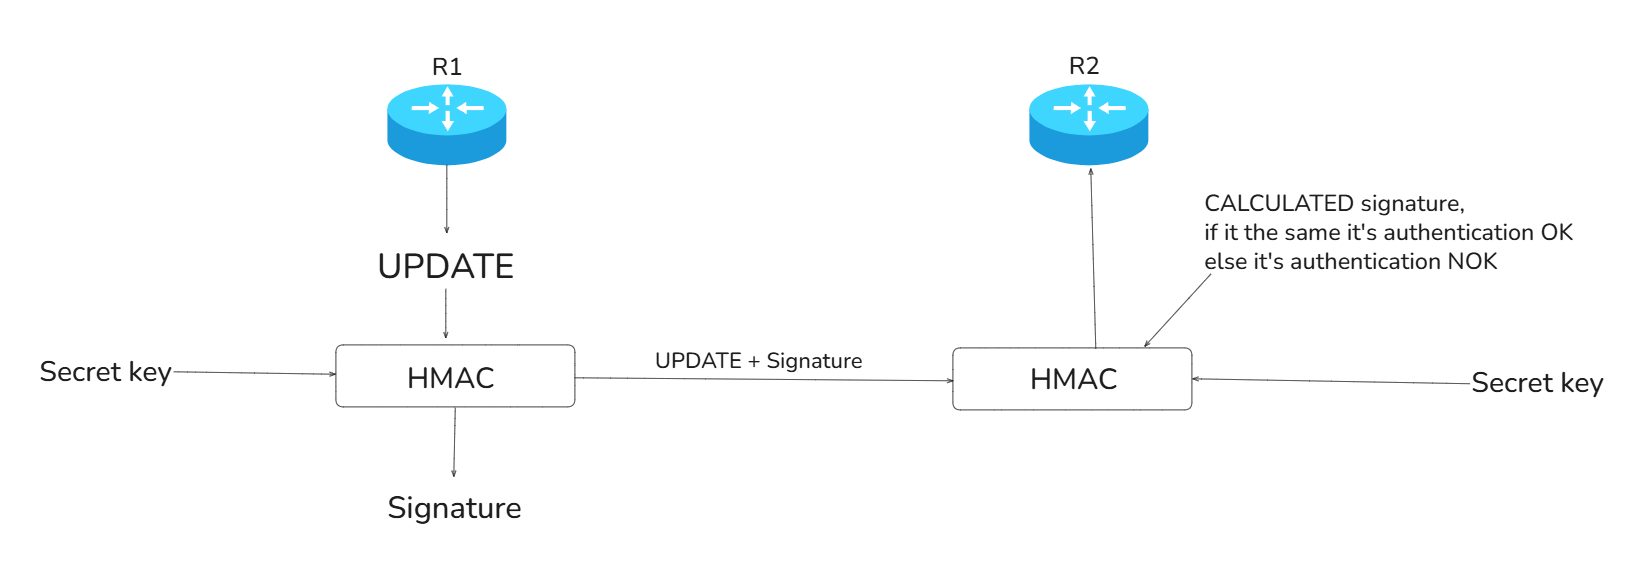 R1
R2
CALCULATED signature,
if it the same it's authentication OK
else it's authentication NOK
UPDATE
Secret key
HMAC
UPDATE + Signature
HMAC
Secret key
Signature